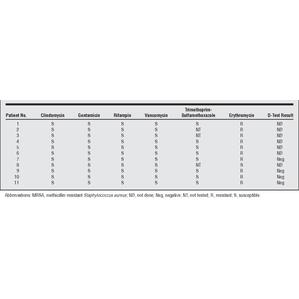 Trimethoprim-
Patient No. Clindamycin Gentamicin Rifampin Vancomycin Sulfamethoxazole Erythromycin D-Test Result
1 S S S S S R ND
2 S S S S NT R ND
3 S S S S NT R ND
4 S S S S S R ND
5 S S S S S R ND
6 S S S S S R ND
7 S S S S S R Neg
8 S S S S NT R ND
9 S S S S S R Neg
10 S S S S S R Neg
11 S S S S S R Neg
Abbreviations: MRSA, methicillin-resistant Staphylococcus aureus; ND, not done; Neg, negative; NT, not tested; R, resistant; S, susceptible.